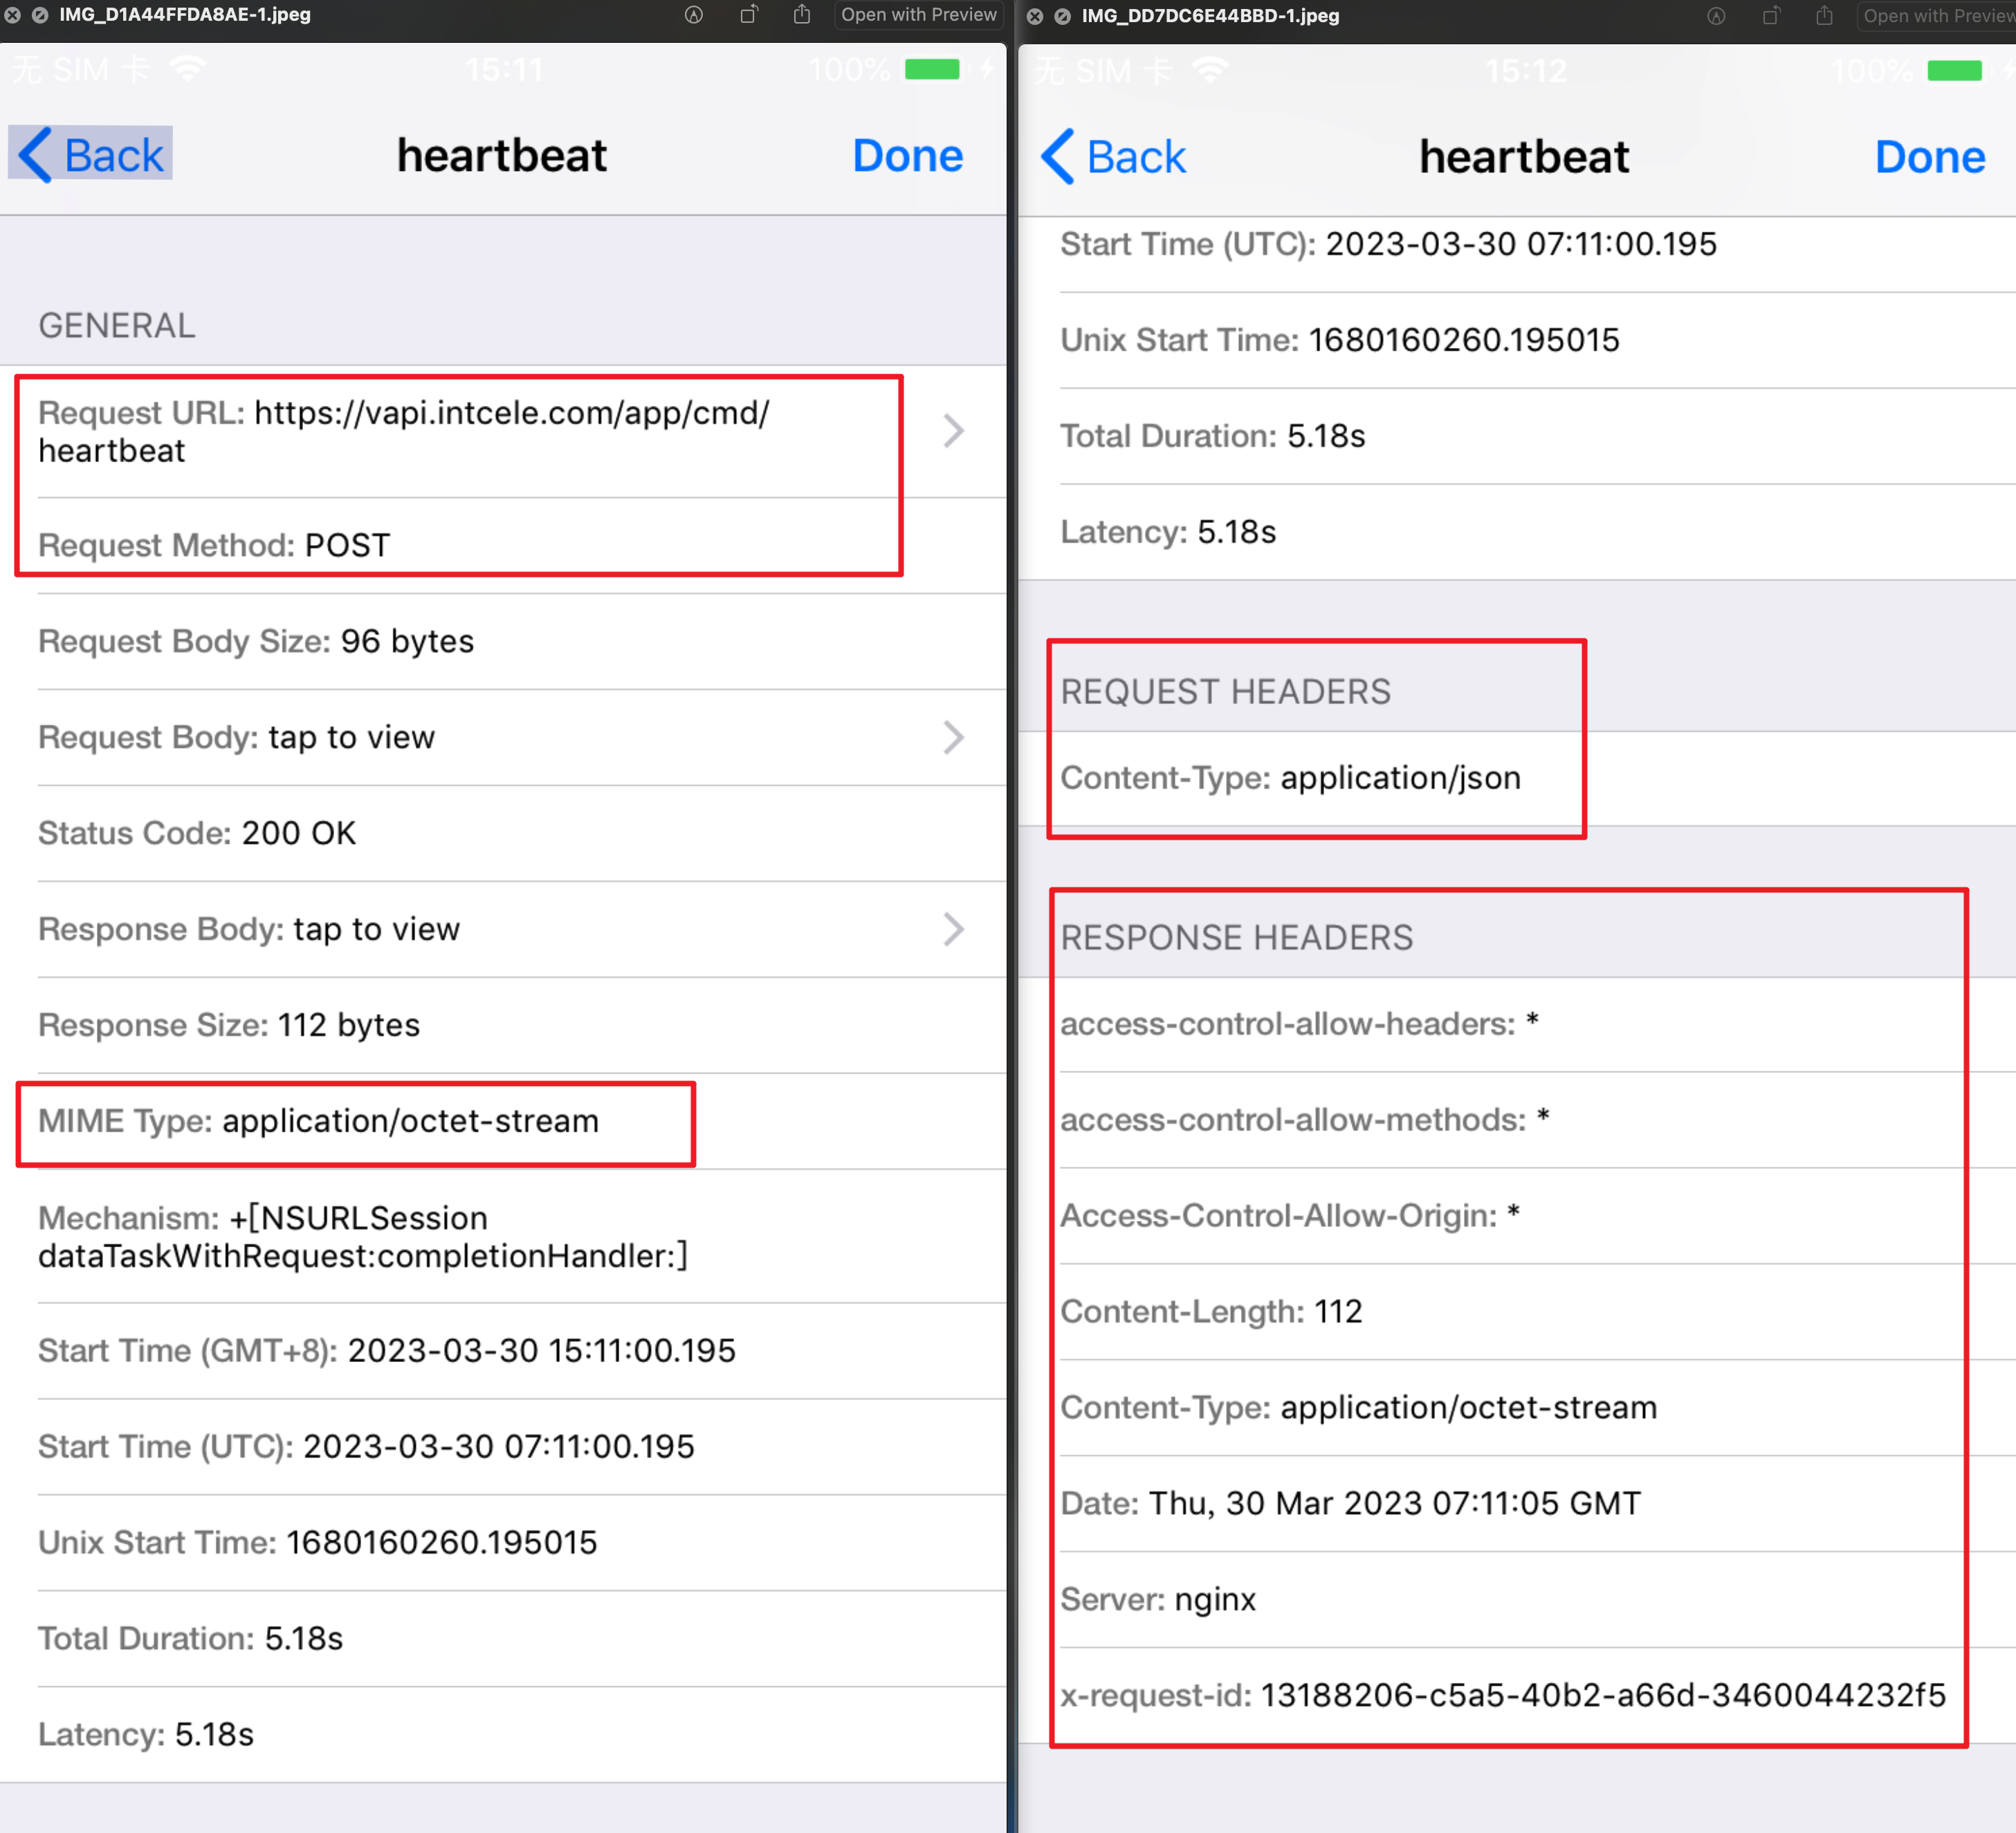 IMG_D1A44FFDA8AE-1.jpeg
Open with Preview
无 SIM 卡
15:11
100%
Back
heartbeat
Done
GENERAL
Request URL: https://vapi.intcele.com/app/cmd/
heartbeat
Request Method: POST
Request Body Size: 96 bytes
Request Body: tap to view
Status Code: 200 OK
Response Body: tap to view
Response Size: 112 bytes
MIME Type: application/octet-stream
Mechanism: +[NSURLSession
dataTaskWithRequest:completionHandler:]
Start Time (GMT+8): 2023-03-30 15:11:00.195
Start Time (UTC): 2023-03-30 07:11:00.195
Unix Start Time: 1680160260.195015
Total Duration: 5.18s
Latency: 5.18s
IMG_DD7DC6E44BBD-1.jpeg
Open with Preview
无 SIM 卡
15:12
100%
Back
heartbeat
Done
Start Time (UTC): 2023-03-30 07:11:00.195
Unix Start Time: 1680160260.195015
Total Duration: 5.18s
Latency: 5.18s
REQUEST HEADERS
Content-Type: application/json
RESPONSE HEADERS
access-control-allow-headers: *
access-control-allow-methods: *
Access-Control-Allow-Origin: *
Content-Length: 112
Content-Type: application/octet-stream
Date: Thu, 30 Mar 2023 07:11:05 GMT
Server: nginx
x-request-id: 13188206-c5a5-40b2-a66d-3460044232f5